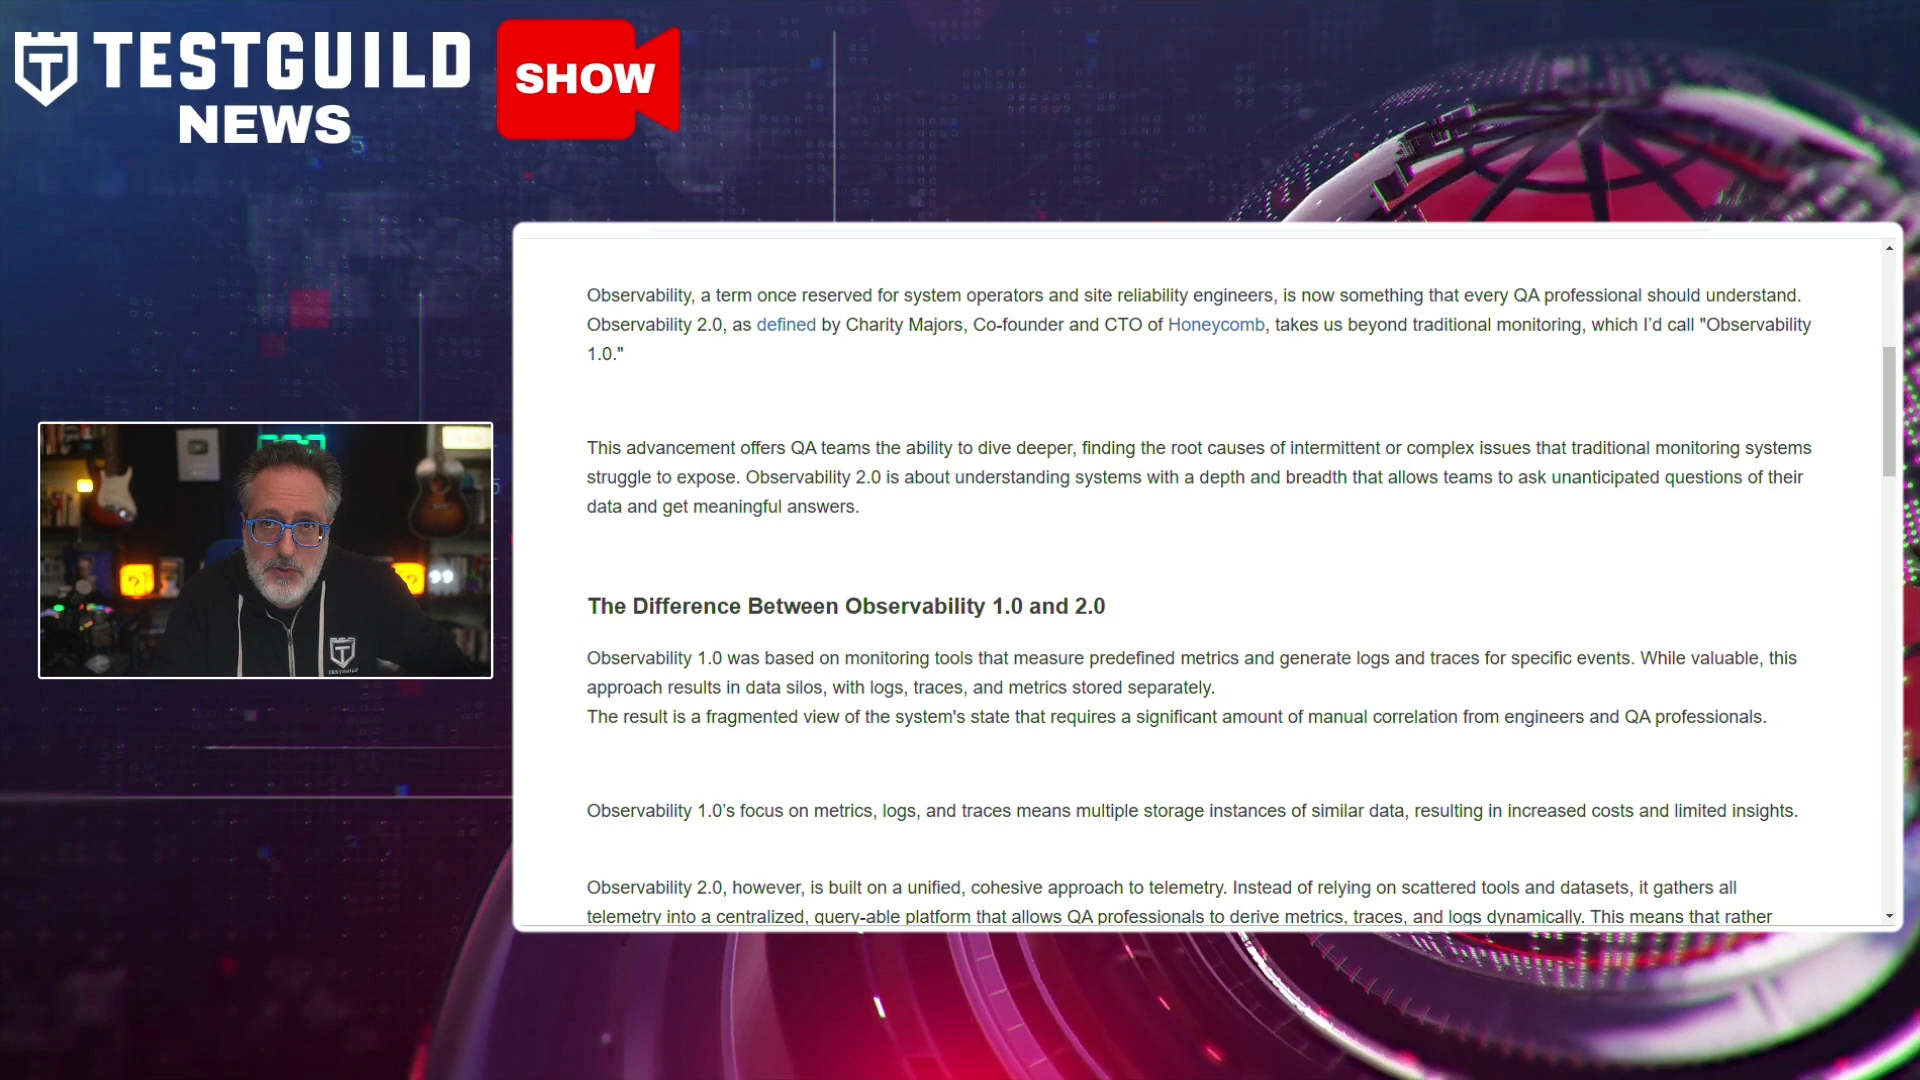 TESTGUILD
NEWS
SHOW
Observability, a term once reserved for system operators and site reliability engineers, is now something that every QA professional should understand.
Observability 2.0, as defined by Charity Majors, Co-founder and CTO of Honeycomb, takes us beyond traditional monitoring, which I’d call "Observability
1.0."
This advancement offers QA teams the ability to dive deeper, finding the root causes of intermittent or complex issues that traditional monitoring systems
struggle to expose. Observability 2.0 is about understanding systems with a depth and breadth that allows teams to ask unanticipated questions of their
data and get meaningful answers.
The Difference Between Observability 1.0 and 2.0
Observability 1.0 was based on monitoring tools that measure predefined metrics and generate logs and traces for specific events. While valuable, this
approach results in data silos, with logs, traces, and metrics stored separately.
The result is a fragmented view of the system's state that requires a significant amount of manual correlation from engineers and QA professionals.
Observability 1.0’s focus on metrics, logs, and traces means multiple storage instances of similar data, resulting in increased costs and limited insights.
Observability 2.0, however, is built on a unified, cohesive approach to telemetry. Instead of relying on scattered tools and datasets, it gathers all
telemetry into a centralized, query-able platform that allows QA professionals to derive metrics, traces, and logs dynamically. This means that rather